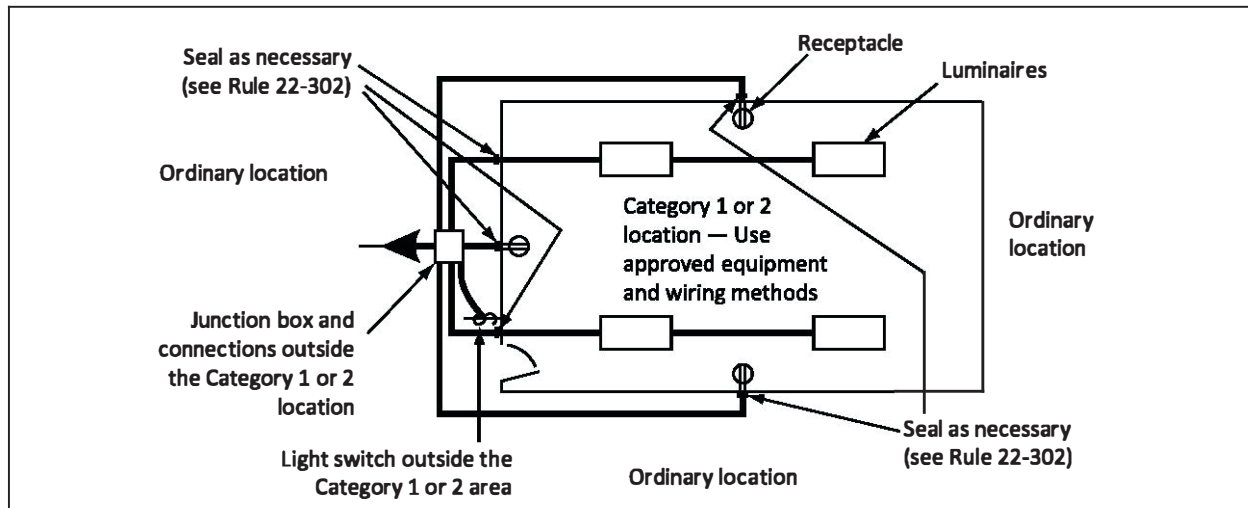 Seal as necessary
(see Rule 22-302)
Receptacle
Luminaires
Ordinary location
Category 1 or 2
location — Use
approved equipment
and wiring methods
Ordinary
location
Junction box and
connections outside
the Category 1 or 2
location
Light switch outside the
Category 1 or 2 area
Ordinary location
Seal as necessary
(see Rule 22-302)